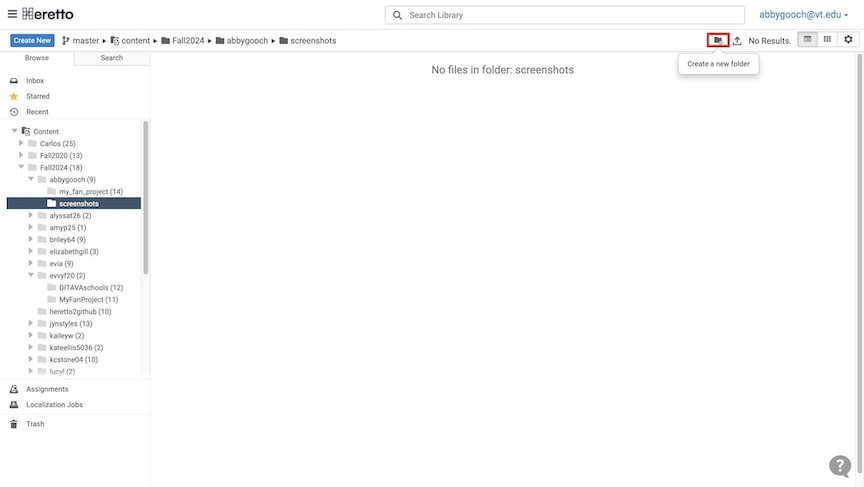 Heretto
Search Library
abbygooch@vt.edu
Create New
master ▸ content ▸ Fall2024 ▸ abbygooch ▸ screenshots
No Results.
Create a new folder
Browse
Search
No files in folder: screenshots
Inbox
Starred
Recent
Content
Carlos (25)
Fall2020 (13)
Fall2024 (18)
abbygooch (9)
my_fan_project (14)
screenshots
alyssat26 (2)
amyp25 (1)
briley64 (9)
elizabethgill (3)
evia (9)
evvyf20 (2)
DITAVAschools (12)
MyFanProject (11)
heretto2github (10)
jynstyles (13)
kaileyw (2)
kateellis5036 (2)
kcstone04 (10)
lucyl (2)
Assignments
Localization Jobs
Trash
?